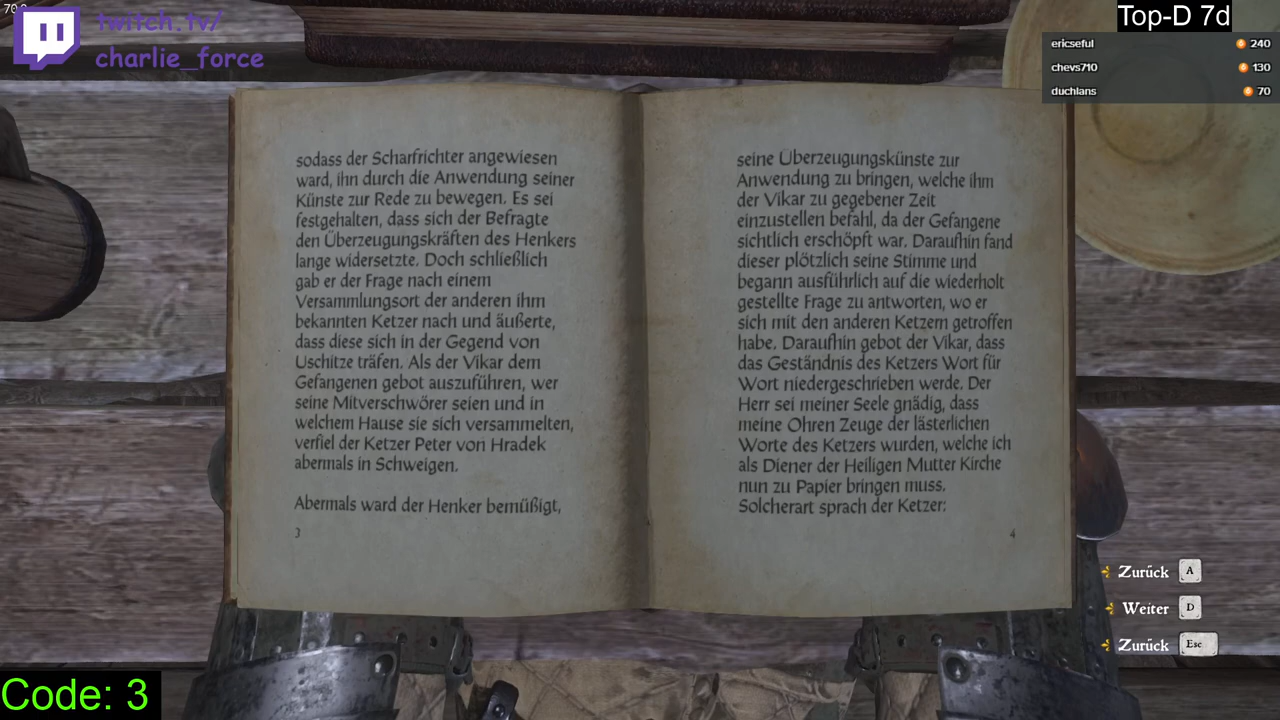 twitch.tv/
charlie_force
Top-D 7d
ericseful 240
chevs710 130
duchlans 70
sodass der Scharfrichter angewiesen
ward, ihn durch die Anwendung seiner
Künste zur Rede zu bewegen. Es sei
festgehalten, dass sich der Befragte
den Überzeugungskräften des Henkers
lange widersetzte. Doch schließlich
gab er der Frage nach einem
Versammlungsort der anderen ihm
bekannten Ketzer nach und äußerte,
dass diese sich in der Gegend von
Uschitze träfen. Als der Vikar dem
Gefangenen gebot auszuführen, wer
seine Mitverschwörer seien und in
welchem Hause sie sich versammelten,
verfiel der Ketzer Peter von Hradek
abermals in Schweigen.
Abermals ward der Henker bemüßigt,
3
seine Überzeugungskünste zur
Anwendung zu bringen, welche ihm
der Vikar zu gegebener Zeit
einzustellen befahl, da der Gefangene
sichtlich erschöpft war. Daraufhin fand
dieser plötzlich seine Stimme und
begann ausführlich auf die wiederholt
gestellte Frage zu antworten, wo er
sich mit den anderen Ketzern getroffen
habe. Daraufhin gebot der Vikar, dass
das Geständnis des Ketzers Wort für
Wort niedergeschrieben werde. Der
Herr sei meiner Seele gnädig, dass
meine Ohren Zeuge der lästerlichen
Worte des Ketzers wurden, welche ich
als Diener der Heiligen Mutter Kirche
nun zu Papier bringen muss.
Solcherart sprach der Ketzer:
4
Zurück A
Weiter D
Zurück Esc
Code: 3